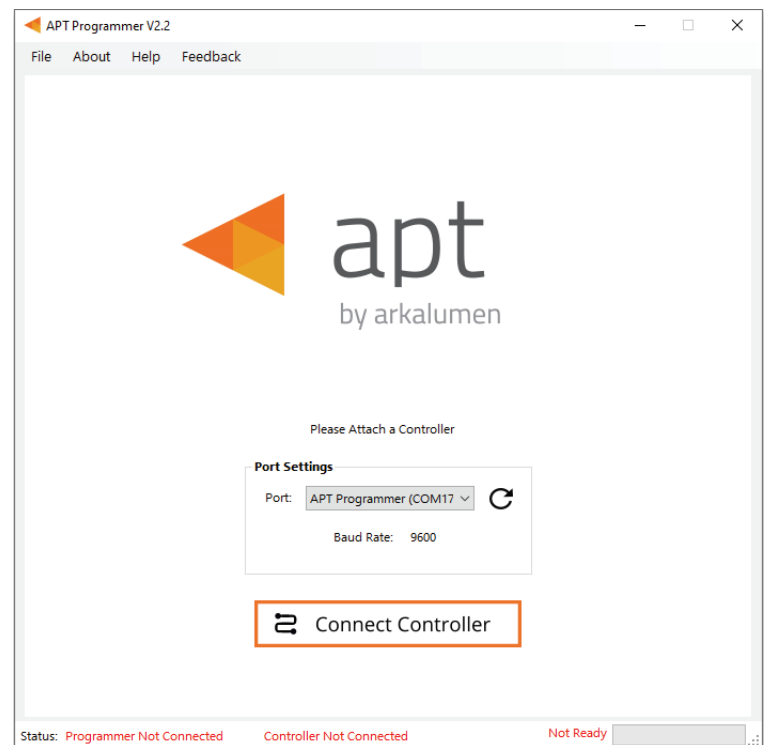 APT Programmer V2.2
File About Help Feedback
apt
by arkalumen
Please Attach a Controller
Port Settings
Port: APT Programmer (COM17
Baud Rate: 9600
Connect Controller
Status: Programmer Not Connected Controller Not Connected Not Ready